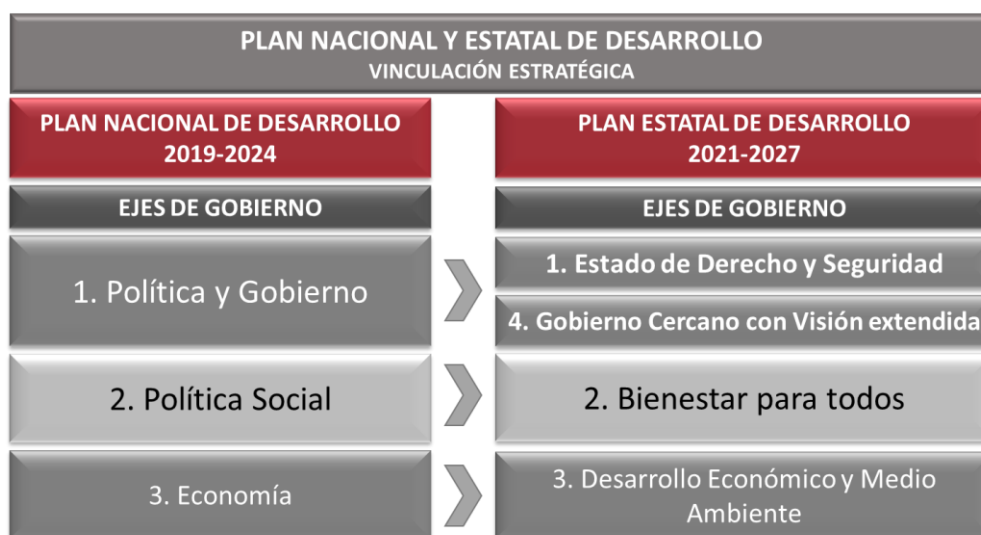 PLAN NACIONAL Y ESTATAL DE DESARROLLO
VINCULACIÓN ESTRATÉGICA
PLAN NACIONAL DE DESARROLLO
2019-2024
PLAN ESTATAL DE DESARROLLO
2021-2027
EJES DE GOBIERNO
EJES DE GOBIERNO
1. Política y Gobierno
1. Estado de Derecho y Seguridad
4. Gobierno Cercano con Visión extendida
2. Política Social
2. Bienestar para todos
3. Economía
3. Desarrollo Económico y Medio
Ambiente